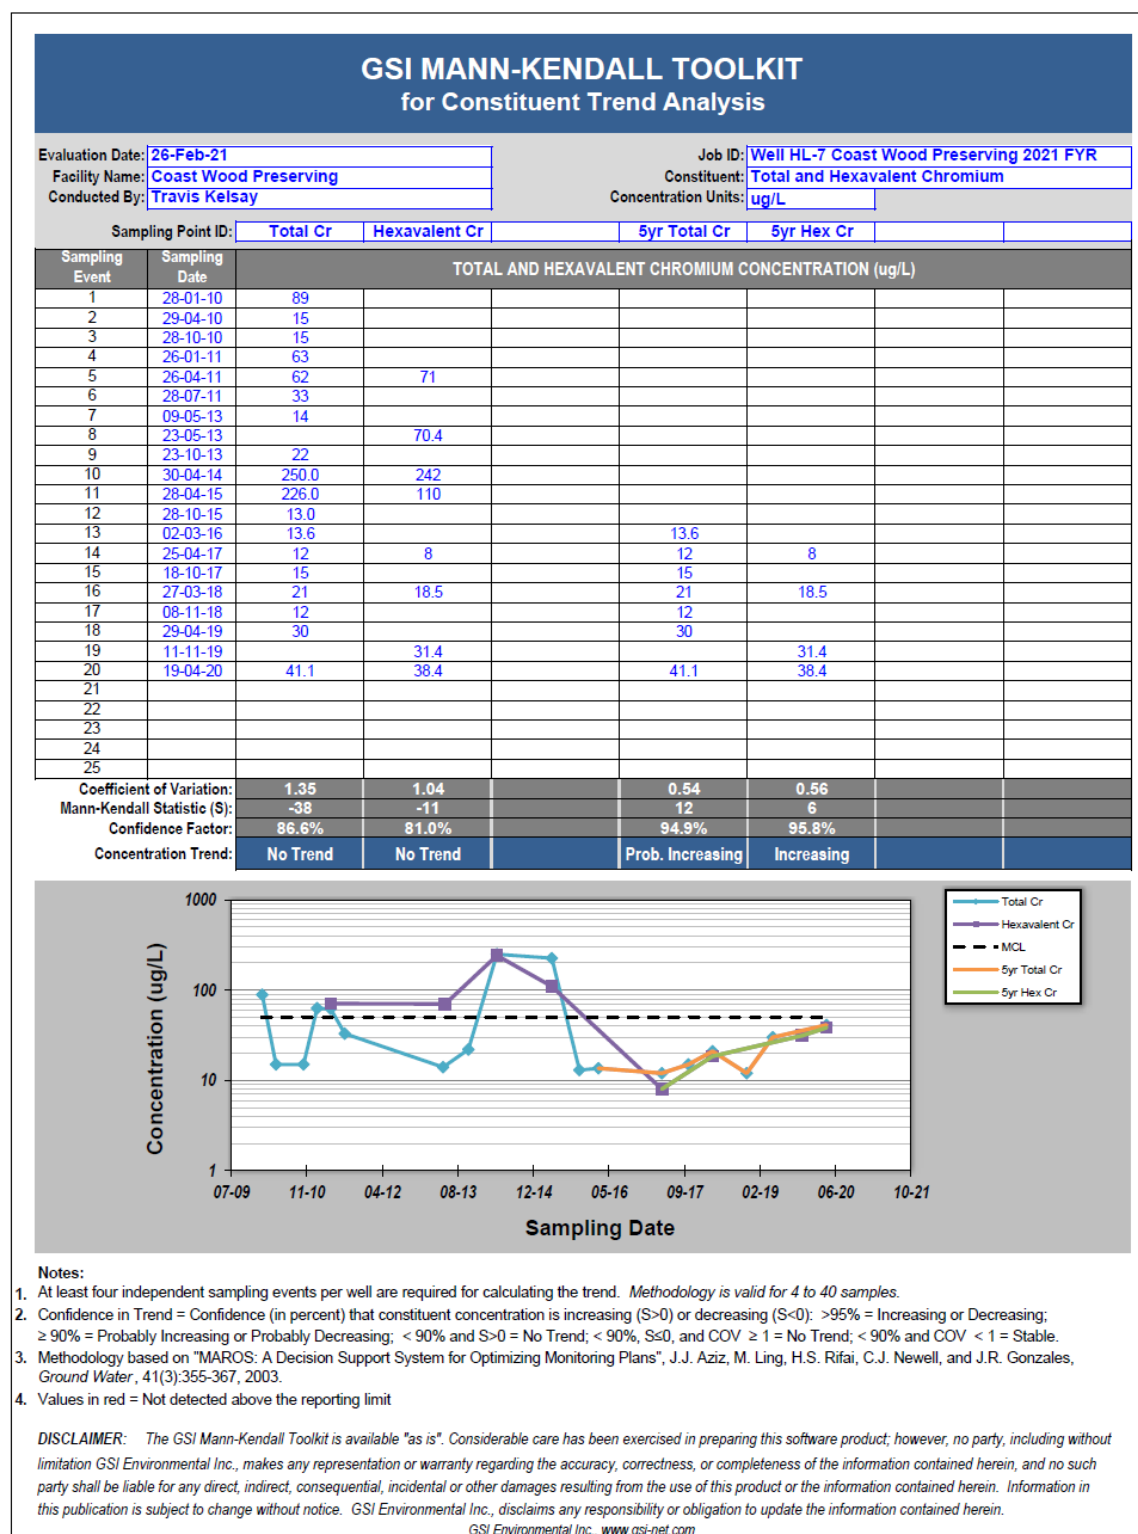 GSI MANN-KENDALL TOOLKIT
for Constituent Trend Analysis
Evaluation Date: 26-Feb-21 Job ID: Well HL-7 Coast Wood Preserving 2021 FYR
Facility Name: Coast Wood Preserving Constituent: Total and Hexavalent Chromium
Conducted By: Travis Kelsay Concentration Units: ug/L
Sampling Point ID: Total Cr Hexavalent Cr 5yr Total Cr 5yr Hex Cr
Sampling Event Sampling Date TOTAL AND HEXAVALENT CHROMIUM CONCENTRATION (ug/L)
1 28-01-10 89
2 29-04-10 15
3 28-10-10 15
4 26-01-11 63
5 26-04-11 62 71
6 28-07-11 33
7 09-05-13 14
8 23-05-13 70.4
9 23-10-13 22
10 30-04-14 250.0 242
11 28-04-15 226.0 110
12 28-10-15 13.0
13 02-03-16 13.6 13.6
14 25-04-17 12 8 12 8
15 18-10-17 15 15
16 27-03-18 21 18.5 21 18.5
17 08-11-18 12 12
18 29-04-19 30 30
19 11-11-19 31.4 31.4
20 19-04-20 41.1 38.4 41.1 38.4
21
22
23
24
25
Coefficient of Variation: 1.35 1.04 0.54 0.56
Mann-Kendall Statistic (S): -38 -11 12 6
Confidence Factor: 86.6% 81.0% 94.9% 95.8%
Concentration Trend: No Trend No Trend Prob. Increasing Increasing
Concentration (ug/L)
1000
100
10
1
07-09 11-10 04-12 08-13 12-14 05-16 09-17 02-19 06-20 10-21
Sampling Date
Total Cr
Hexavalent Cr
MCL
5yr Total Cr
5yr Hex Cr
Notes:
1. At least four independent sampling events per well are required for calculating the trend. Methodology is valid for 4 to 40 samples.
2. Confidence in Trend = Confidence (in percent) that constituent concentration is increasing (S>0) or decreasing (S<0): >95% = Increasing or Decreasing;
≥ 90% = Probably Increasing or Probably Decreasing; < 90% and S>0 = No Trend; < 90%, S≤0, and COV ≥ 1 = No Trend; < 90% and COV < 1 = Stable.
3. Methodology based on "MAROS: A Decision Support System for Optimizing Monitoring Plans", J.J. Aziz, M. Ling, H.S. Rifai, C.J. Newell, and J.R. Gonzales,
Ground Water, 41(3):355-367, 2003.
4. Values in red = Not detected above the reporting limit
DISCLAIMER: The GSI Mann-Kendall Toolkit is available "as is". Considerable care has been exercised in preparing this software product; however, no party, including without
limitation GSI Environmental Inc., makes any representation or warranty regarding the accuracy, correctness, or completeness of the information contained herein, and no such
party shall be liable for any direct, indirect, consequential, incidental or other damages resulting from the use of this product or the information contained herein. Information in
this publication is subject to change without notice. GSI Environmental Inc., disclaims any responsibility or obligation to update the information contained herein.
GSI Environmental Inc., www.gsi-net.com